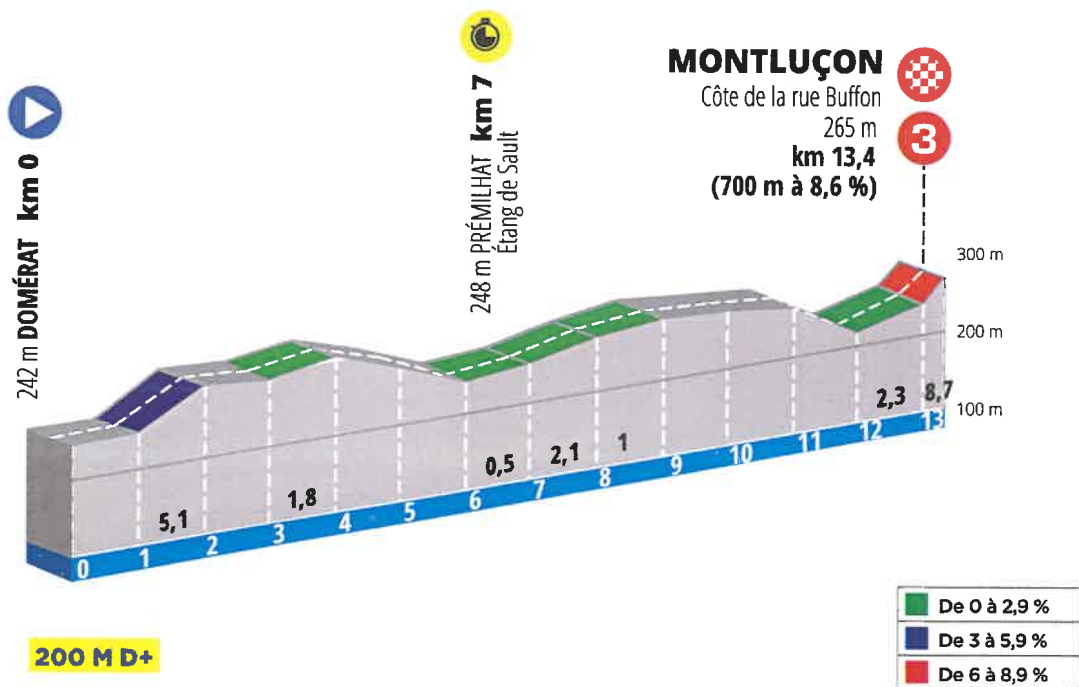 MONTLUÇON
Côte de la rue Buffon
265 m
km 13,4
(700 m à 8,6 %)
3
242 m DOMÉRAT km 0
248 m PRÉMILHAT km 7
Étang de Sault
300 m
200 m
100 m
5,1
1,8
0,5
2,1
1
2,3
8,7
0
1
2
3
4
5
6
7
8
9
10
11
12
13
200 M D+
De 0 à 2,9 %
De 3 à 5,9 %
De 6 à 8,9 %